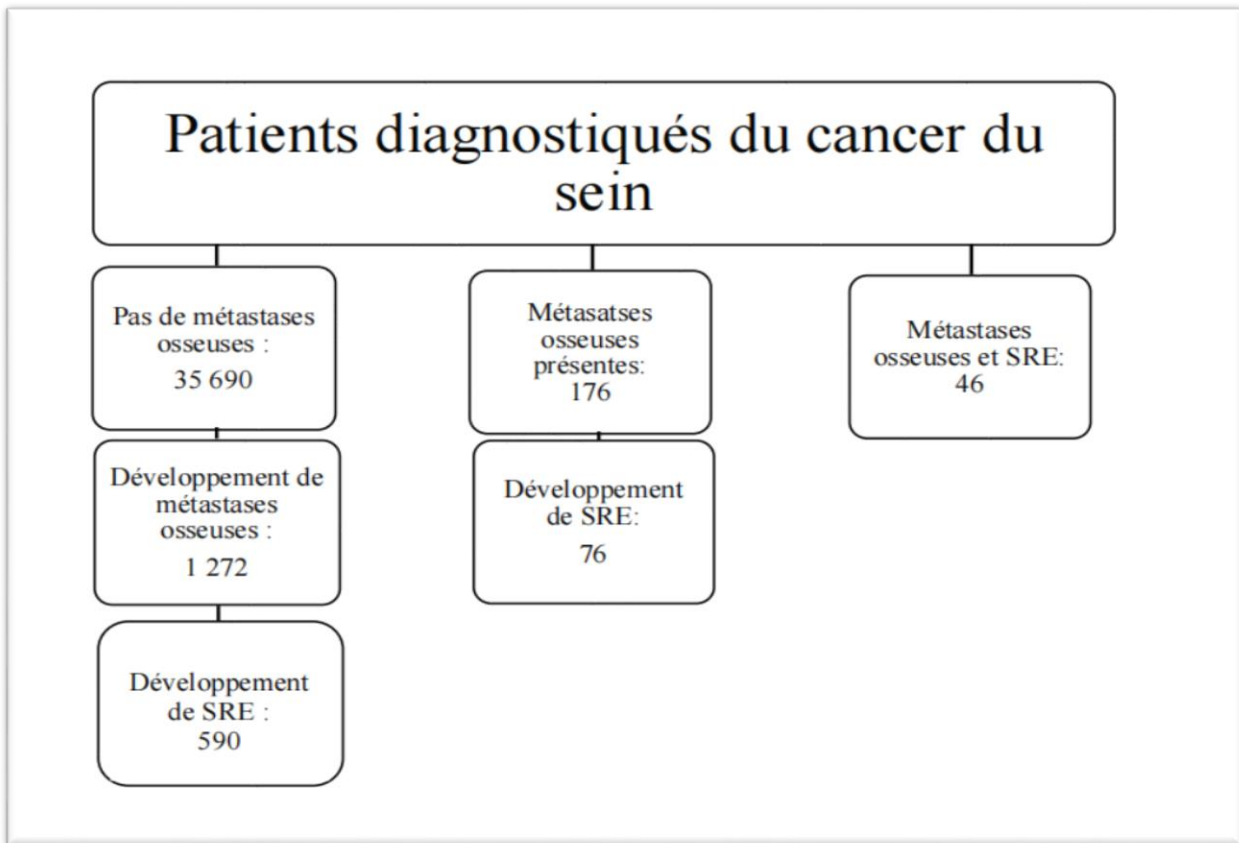 Patients diagnostiqués du cancer du
sein
Pas de métastases
osseuses :
35 690
Développement de
métastases
osseuses :
1 272
Développement
de SRE :
590
Métasatses
osseuses
présentes:
176
Développement
de SRE:
76
Métastases
osseuses et SRE:
46